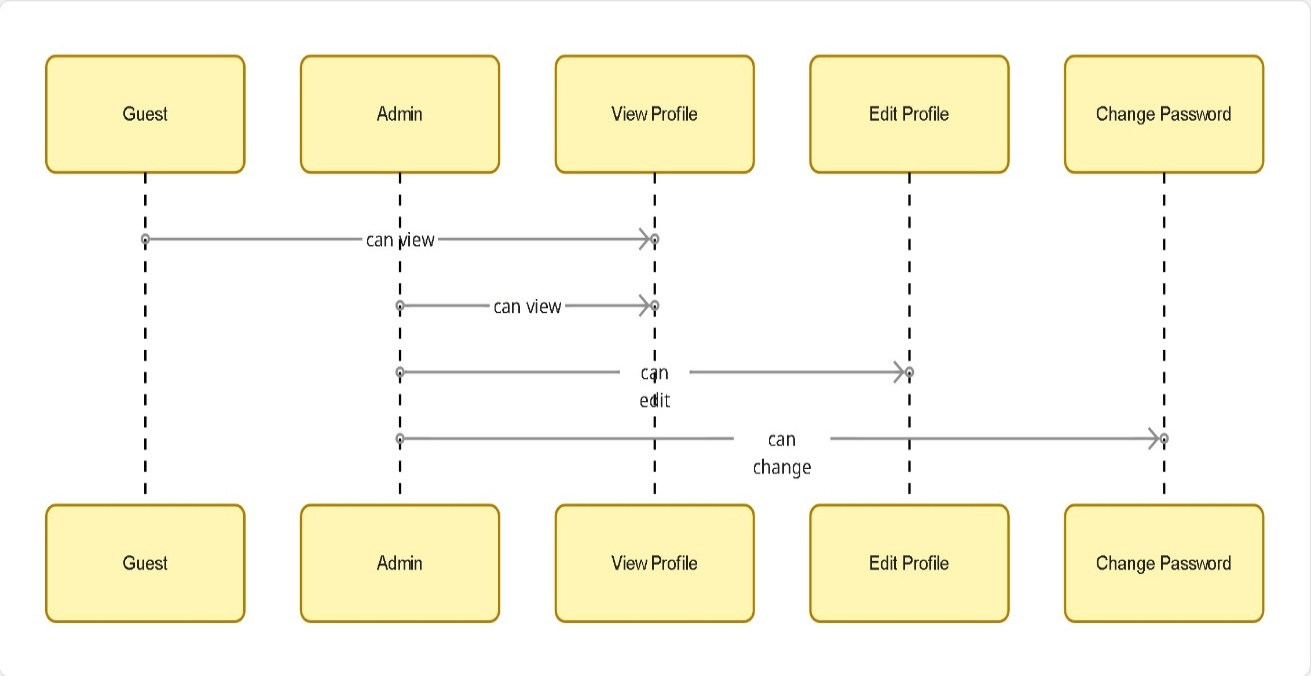 Guest
Admin
View Profile
Edit Profile
Change Password
can view
can view
can
edit
can
change
Guest
Admin
View Profile
Edit Profile
Change Password